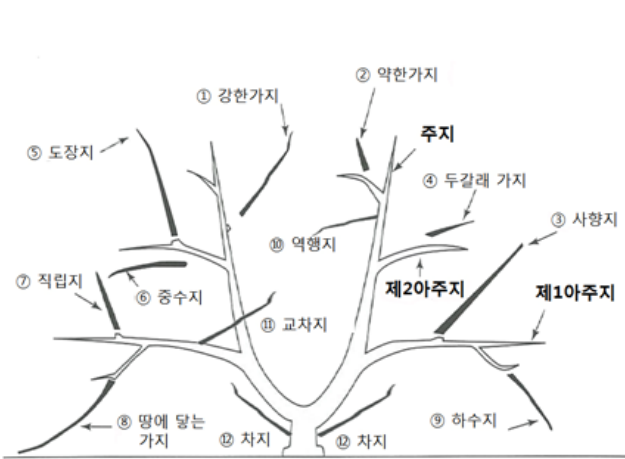 ② 약한가지
① 강한가지
주지
⑤ 도장지
④ 두갈래 가지
③ 사향지
⑩ 역행지
⑦ 직립지
⑥ 중수지
제2아주지
제1아주지
⑪ 교차지
⑧ 땅에 닿는
가지
⑫ 차지
⑫ 차지
⑨ 하수지